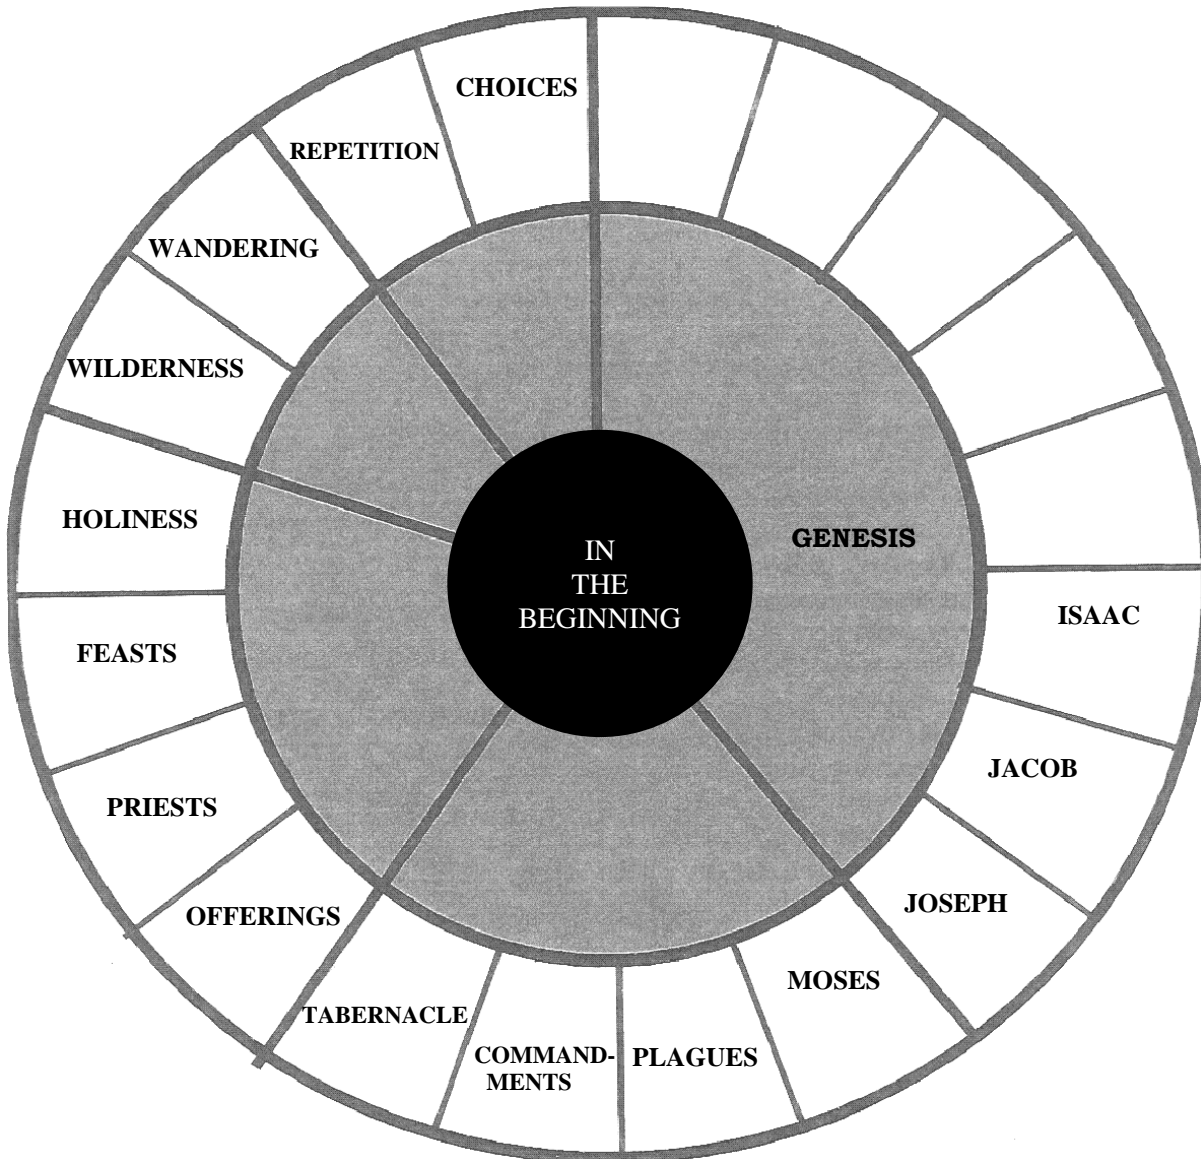 CHOICES
REPETITION
WANDERING
WILDERNESS
HOLINESS
FEASTS
PRIESTS
OFFERINGS
TABERNACLE
COMMAND-
MENTS
PLAGUES
MOSES
JOSEPH
JACOB
ISAAC
GENESIS
IN
THE
BEGINNING